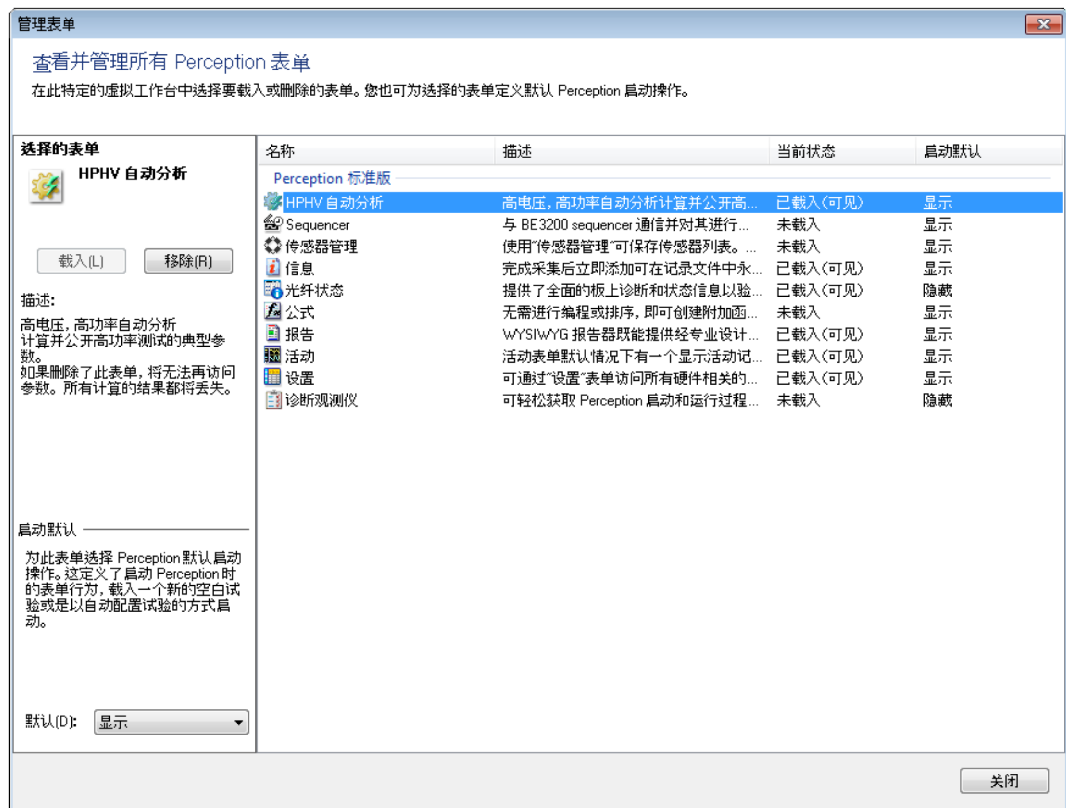 管理表单
查看并管理所有 Perception 表单
在此特定的虚拟工作台中选择要载入或删除的表单。您也可为选择的表单定义默认 Perception 启动操作。
选择的表单
HPHV 自动分析
载入(L) 移除(R)
描述:
高电压, 高功率自动分析
计算并公开高功率测试的典型参
数。
如果删除了此表单, 将无法再访问
参数。所有计算的结果都将丢失。
启动默认
为此表单选择 Perception 默认启动
操作。这定义了启动 Perception 时
的表单行为, 载入一个新的空白试
验或是以自动配置试验的方式启
动。
默认(D): 显示
名称 描述 当前状态 启动默认
Perception 标准版
HPHV 自动分析 高电压, 高功率自动分析计算并公开高... 已载入(可见) 显示
Sequencer 与 BE3200 sequencer 通信并对其进行... 未载入 显示
传感器管理 使用"传感器管理"可保存传感器列表。... 未载入 显示
信息 完成采集后立即添加可在记录文件中永... 已载入(可见) 显示
光纤状态 提供了全面的板上诊断和状态信息以验... 已载入(可见) 隐藏
公式 无需进行编程或排序, 即可创建附加函... 未载入 显示
报告 WYSIWYG 报告器既能提供经专业设计... 已载入(可见) 显示
活动 活动表单默认情况下有一个显示活动记... 已载入(可见) 显示
设置 可通过"设置"表单访问所有硬件相关的... 已载入(可见) 显示
诊断观测仪 可轻松获取 Perception 启动和运行过程... 未载入 隐藏
关闭